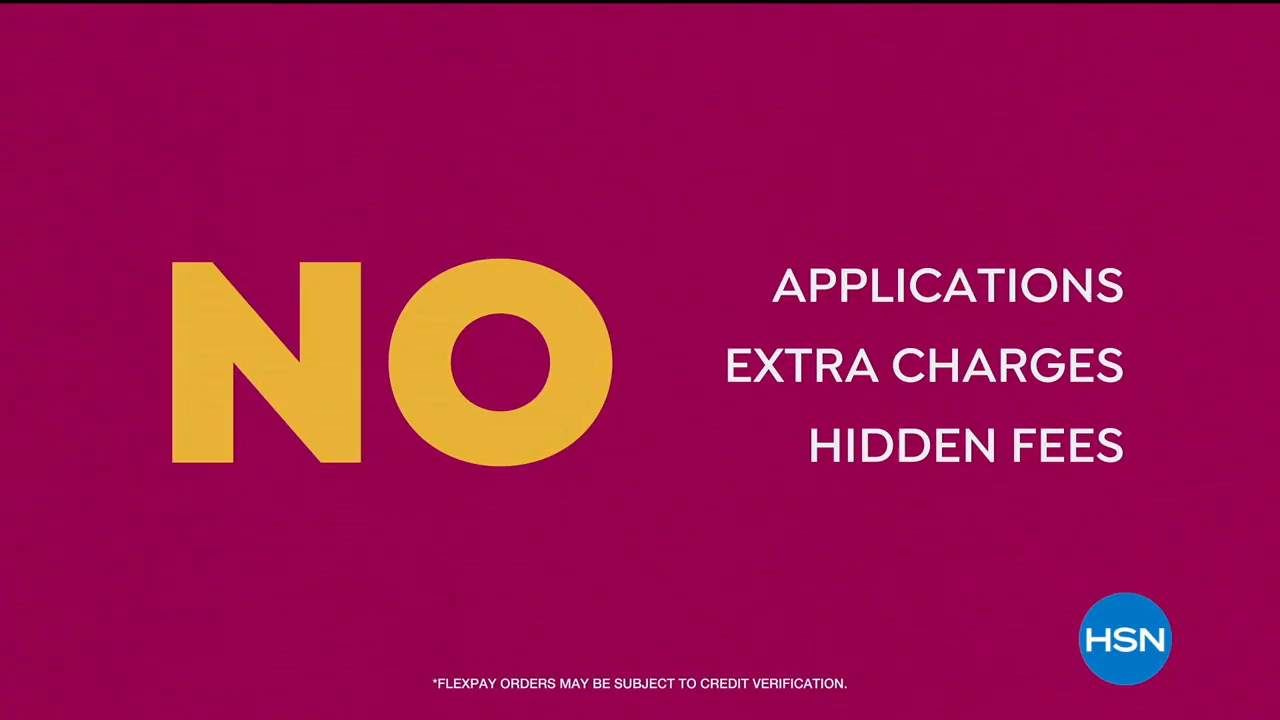 NO
APPLICATIONS
EXTRA CHARGES
HIDDEN FEES
HSN
*FLEXPAY ORDERS MAY BE SUBJECT TO CREDIT VERIFICATION.